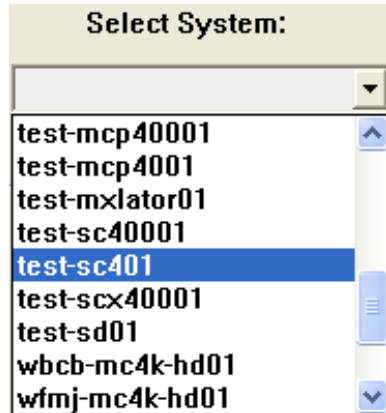 Select System:
test-mcp40001
test-mcp4001
test-mxlator01
test-sc40001
test-sc401
test-scx40001
test-sd01
wbcb-mc4k-hd01
wfmj-mc4k-hd01